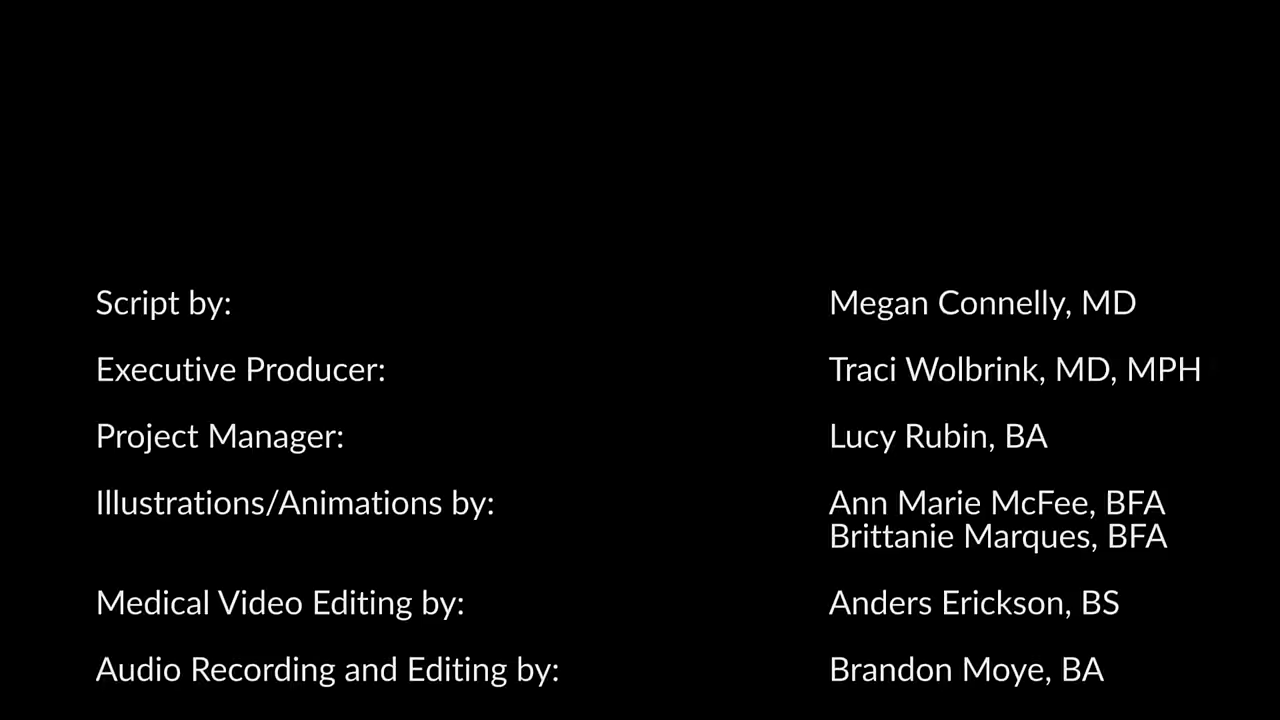 Script by: Megan Connelly, MD
Executive Producer: Traci Wolbrink, MD, MPH
Project Manager: Lucy Rubin, BA
Illustrations/Animations by: Ann Marie McFee, BFA
Brittanie Marques, BFA
Medical Video Editing by: Anders Erickson, BS
Audio Recording and Editing by: Brandon Moye, BA